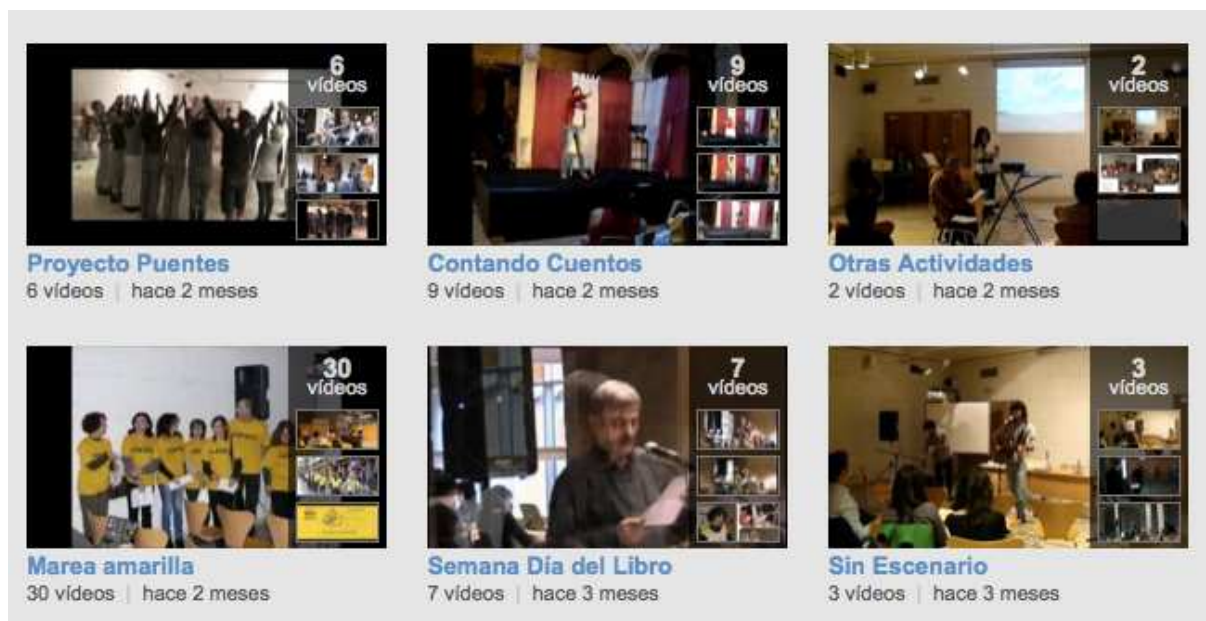 6
vídeos
9
vídeos
2
vídeos
Proyecto Puentes
6 vídeos | hace 2 meses
Contando Cuentos
9 vídeos | hace 2 meses
Otras Actividades
2 vídeos | hace 2 meses
30
vídeos
7
vídeos
3
vídeos
Marea amarilla
30 vídeos | hace 2 meses
Semana Día del Libro
7 vídeos | hace 3 meses
Sin Escenario
3 vídeos | hace 3 meses